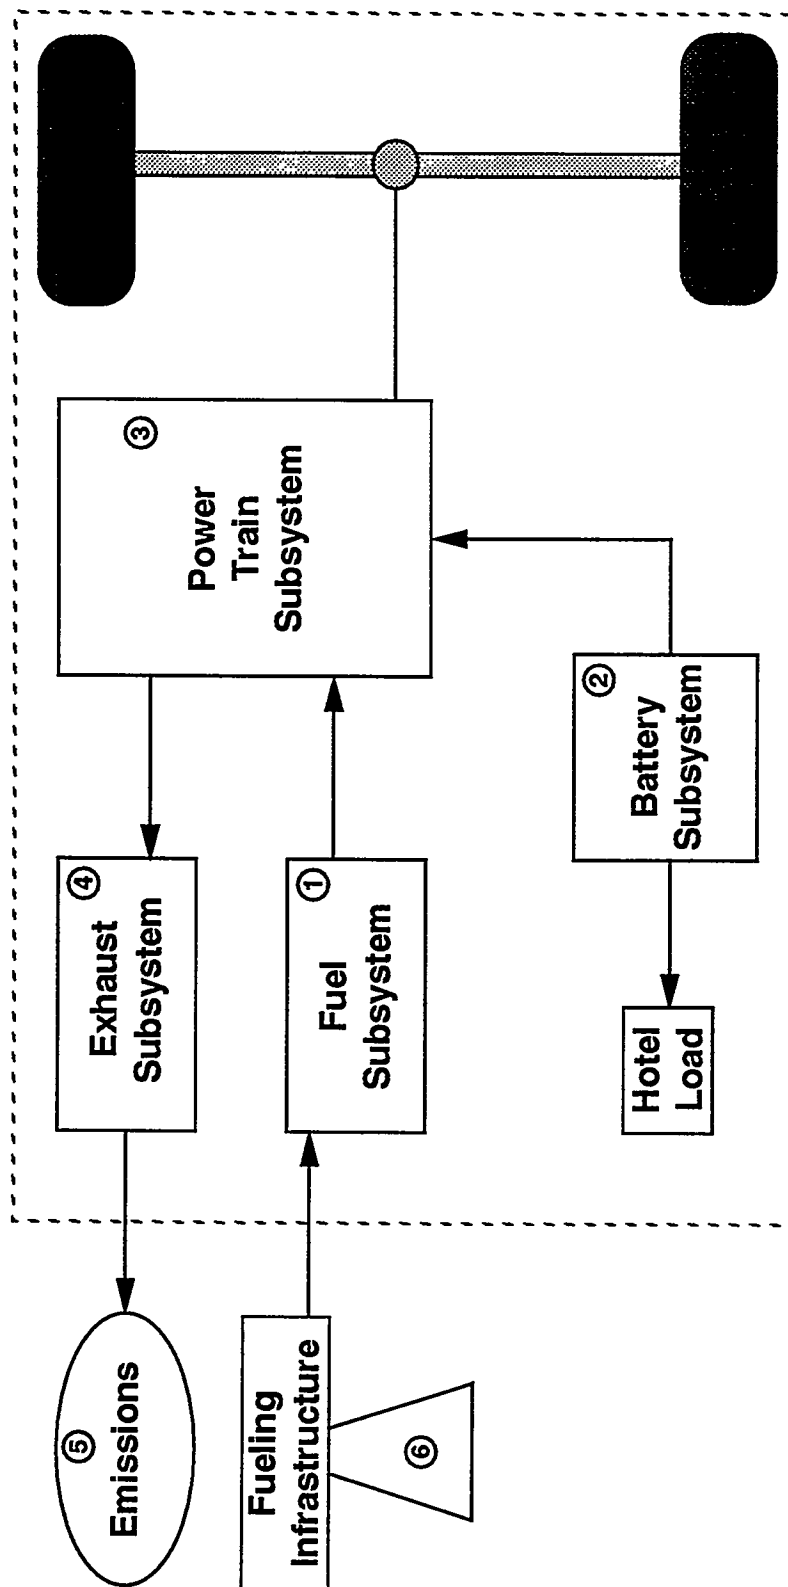 ⑤
Emissions
Fueling
Infrastructure
⑥
④
Exhaust
Subsystem
①
Fuel
Subsystem
Hotel
Load
③
Power
Train
Subsystem
②
Battery
Subsystem